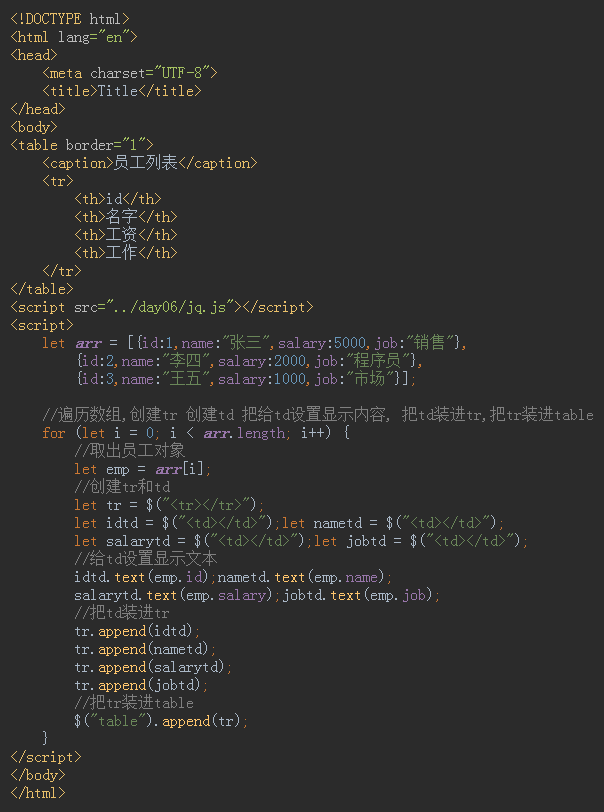 <!DOCTYPE html>
<html lang="en">
<head>
    <meta charset="UTF-8">
    <title>Title</title>
</head>
<body>
<table border="1">
    <caption>员工列表</caption>
    <tr>
        <th>id</th>
        <th>名字</th>
        <th>工资</th>
        <th>工作</th>
    </tr>
</table>
<script src="../day06/jq.js"></script>
<script>
    let arr = [{id:1,name:"张三",salary:5000,job:"销售"},
        {id:2,name:"李四",salary:2000,job:"程序员"},
        {id:3,name:"王五",salary:1000,job:"市场"}];

    //遍历数组,创建tr 创建td 把给td设置显示内容, 把td装进tr,把tr装进table
    for (let i = 0; i < arr.length; i++) {
        //取出员工对象
        let emp = arr[i];
        //创建tr和td
        let tr = $("<tr></tr>");
        let idtd = $("<td></td>");let nametd = $("<td></td>");
        let salarytd = $("<td></td>");let jobtd = $("<td></td>");
        //给td设置显示文本
        idtd.text(emp.id);nametd.text(emp.name);
        salarytd.text(emp.salary);jobtd.text(emp.job);
        //把td装进tr
        tr.append(idtd);
        tr.append(nametd);
        tr.append(salarytd);
        tr.append(jobtd);
        //把tr装进table
        $("table").append(tr);
    }
</script>
</body>
</html>